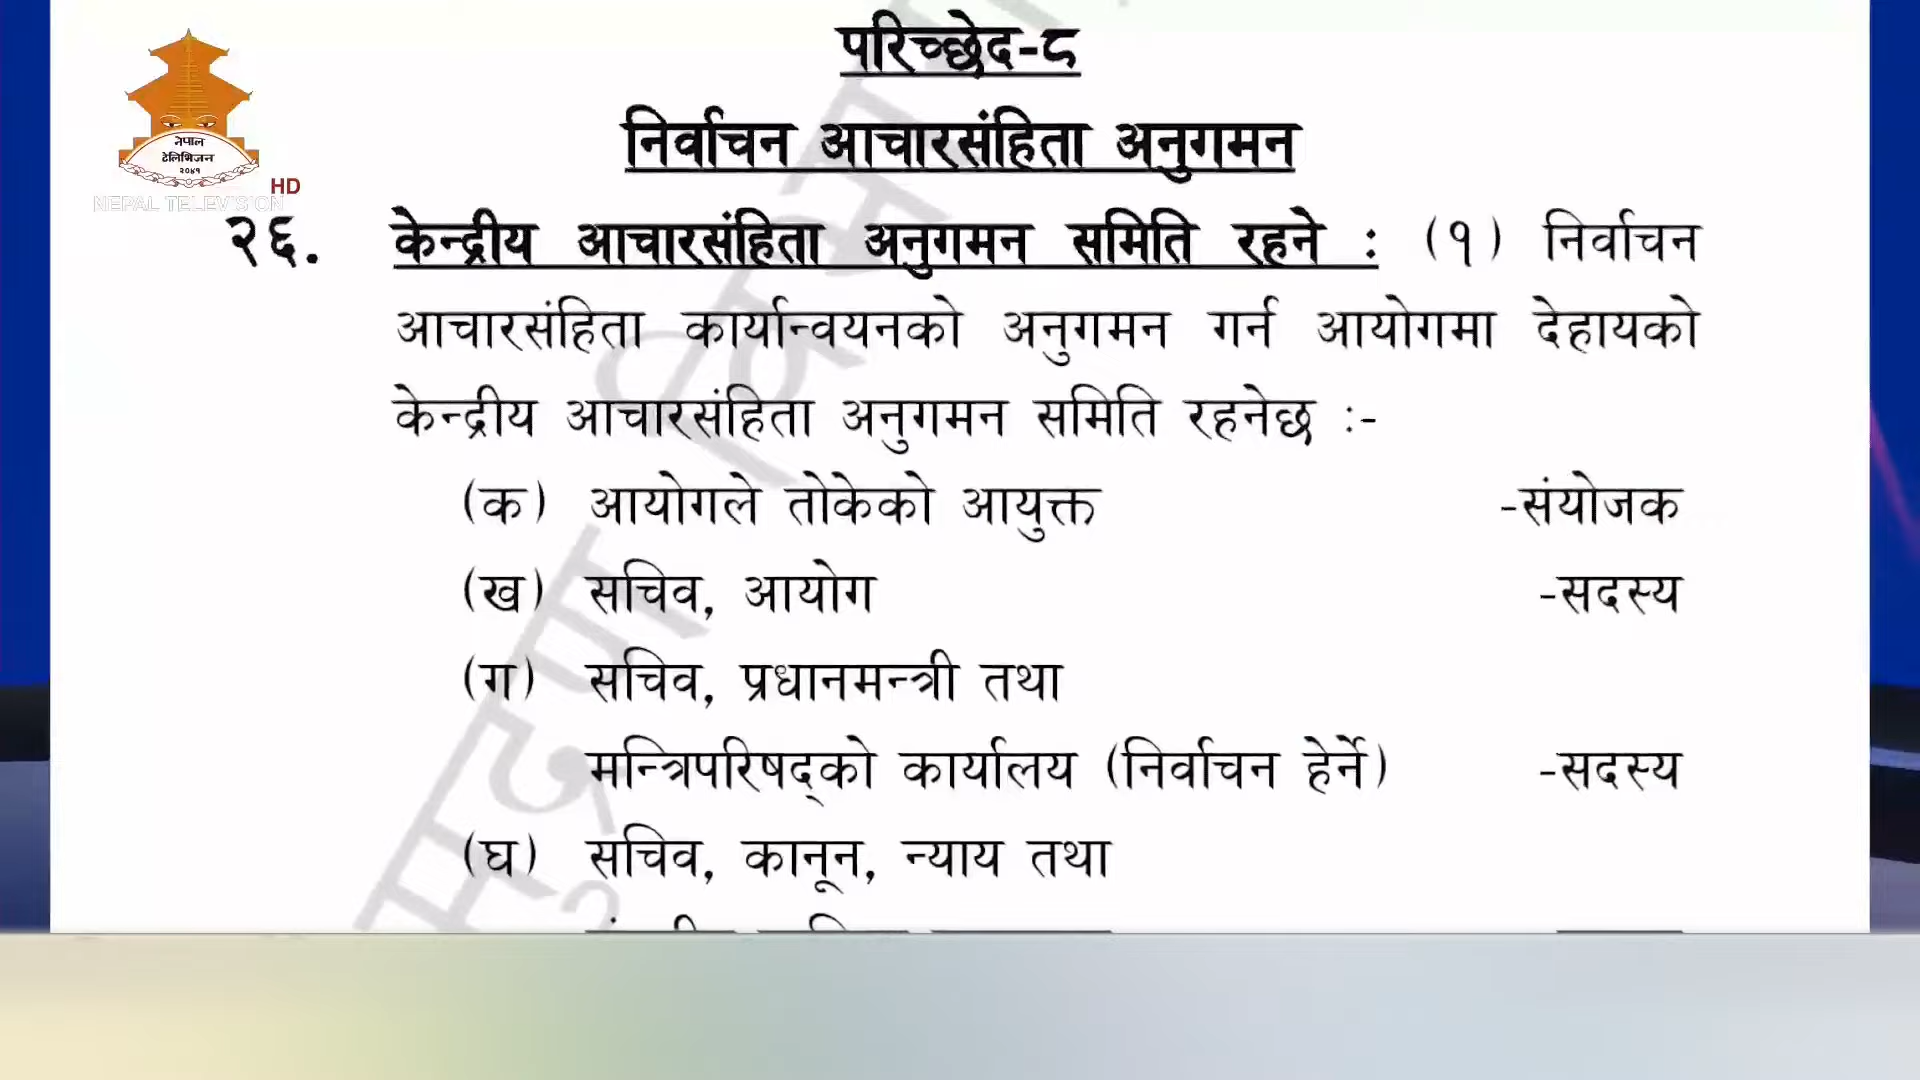 परिच्छेद-८
नेपाल
टेलिभिजन
२०४१
HD
NEPAL TELEVISION
निर्वाचन आचारसंहिता अनुगमन
२६. केन्द्रीय आचारसंहिता अनुगमन समिति रहने : (१) निर्वाचन
आचारसंहिता कार्यान्वयनको अनुगमन गर्न आयोगमा देहायको
केन्द्रीय आचारसंहिता अनुगमन समिति रहनेछ :-
(क) आयोगले तोकेको आयुक्त -संयोजक
(ख) सचिव, आयोग -सदस्य
(ग) सचिव, प्रधानमन्त्री तथा
मन्त्रिपरिषद्को कार्यालय (निर्वाचन हेर्ने) -सदस्य
(घ) सचिव, कानून, न्याय तथा